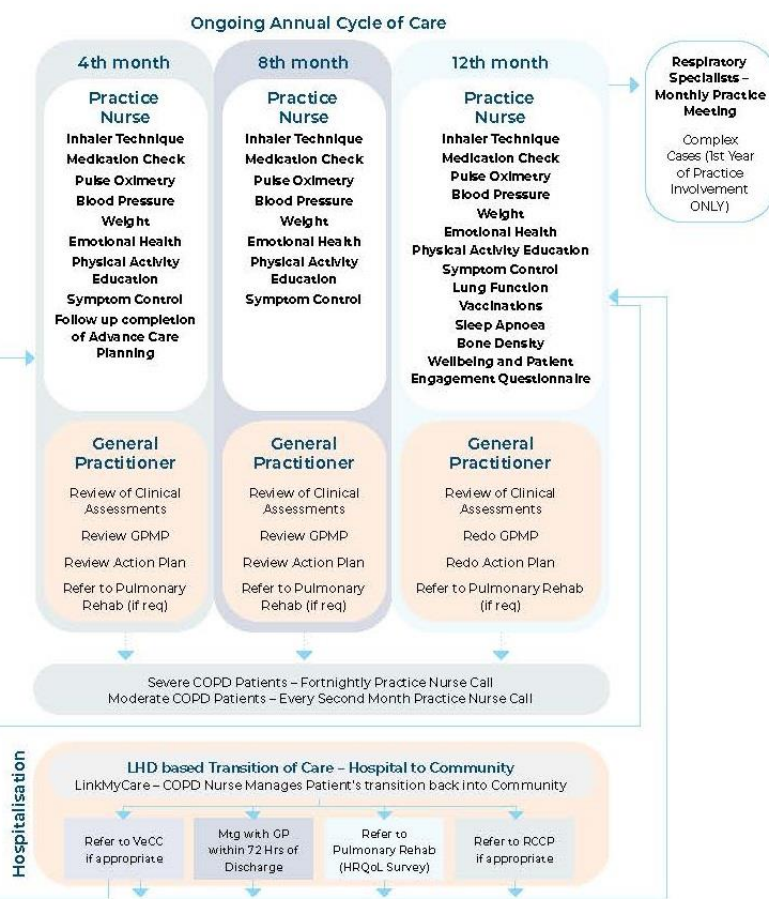 Ongoing Annual Cycle of Care
4th month
Practice
Nurse
Inhaler Technique
Medication Check
Pulse Oximetry
Blood Pressure
Weight
Emotional Health
Physical Activity
Education
Symptom Control
Follow up completion
of Advance Care
Planning
General
Practitioner
Review of Clinical
Assessments
Review GPMP
Review Action Plan
Refer to Pulmonary
Rehab (if req)
8th month
Practice
Nurse
Inhaler Technique
Medication Check
Pulse Oximetry
Blood Pressure
Weight
Emotional Health
Physical Activity
Education
Symptom Control
General
Practitioner
Review of Clinical
Assessments
Review GPMP
Review Action Plan
Refer to Pulmonary
Rehab (if req)
12th month
Practice
Nurse
Inhaler Technique
Medication Check
Pulse Oximetry
Blood Pressure
Weight
Emotional Health
Physical Activity Education
Symptom Control
Lung Function
Vaccinations
Sleep Apnoea
Bone Density
Wellbeing and Patient
Engagement Questionnaire
General
Practitioner
Review of Clinical
Assessments
Redo GPMP
Redo Action Plan
Refer to Pulmonary Rehab
(if req)
Respiratory
Specialists –
Monthly Practice
Meeting
Complex
Cases (1st Year
of Practice
Involvement
ONLY)
Severe COPD Patients – Fortnightly Practice Nurse Call
Moderate COPD Patients – Every Second Month Practice Nurse Call
Hospitalisation
LHD based Transition of Care – Hospital to Community
LinkMyCare – COPD Nurse Manages Patient's transition back into Community
Refer to VeCC
if appropriate
Mtg with GP
within 72 Hrs of
Discharge
Refer to
Pulmonary Rehab
(HRQoL Survey)
Refer to RCCP
if appropriate